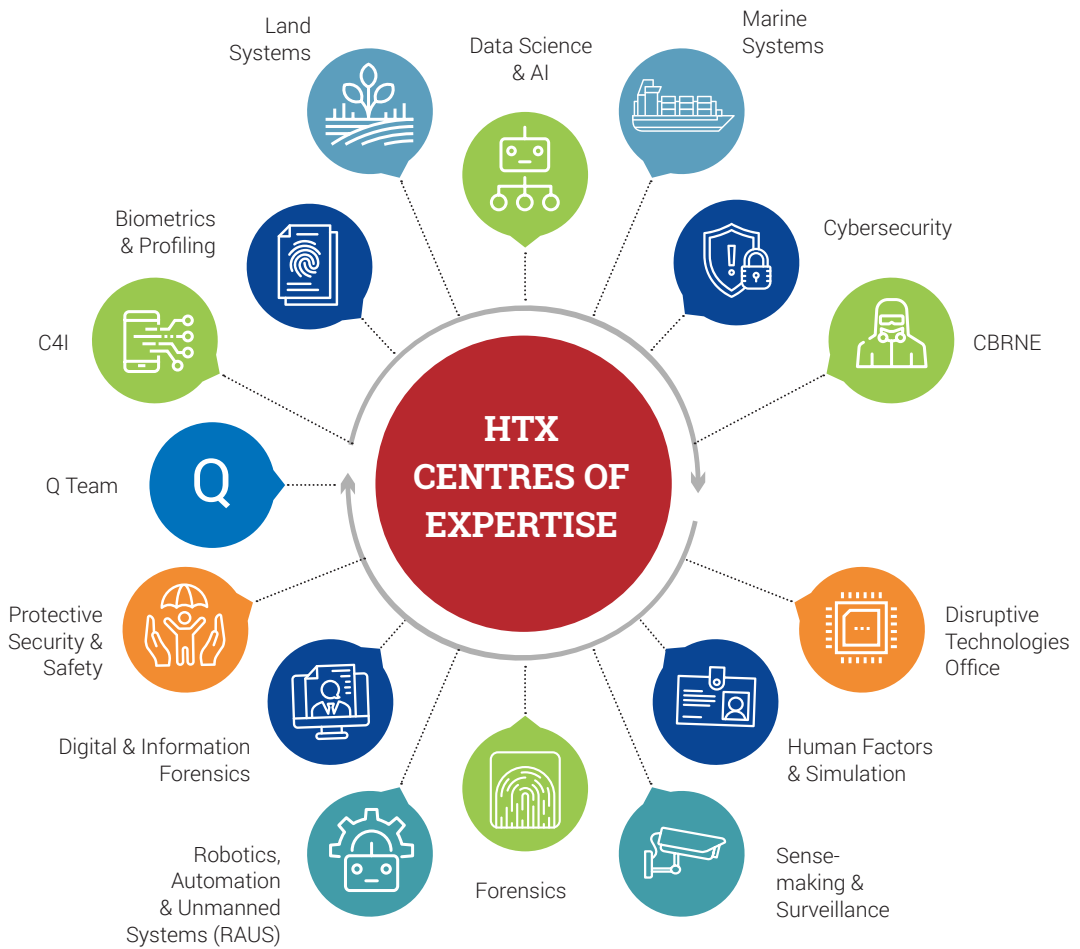 Land
Systems
Data Science
& AI
Marine
Systems
Biometrics
& Profiling
Cybersecurity
C4I
CBRNE
HTX
CENTRES OF
EXPERTISE
Q Team
Q
Protective
Security &
Safety
Disruptive
Technologies
Office
Digital & Information
Forensics
Human Factors
& Simulation
Robotics,
Automation
& Unmanned
Systems (RAUS)
Forensics
Sense-
making &
Surveillance